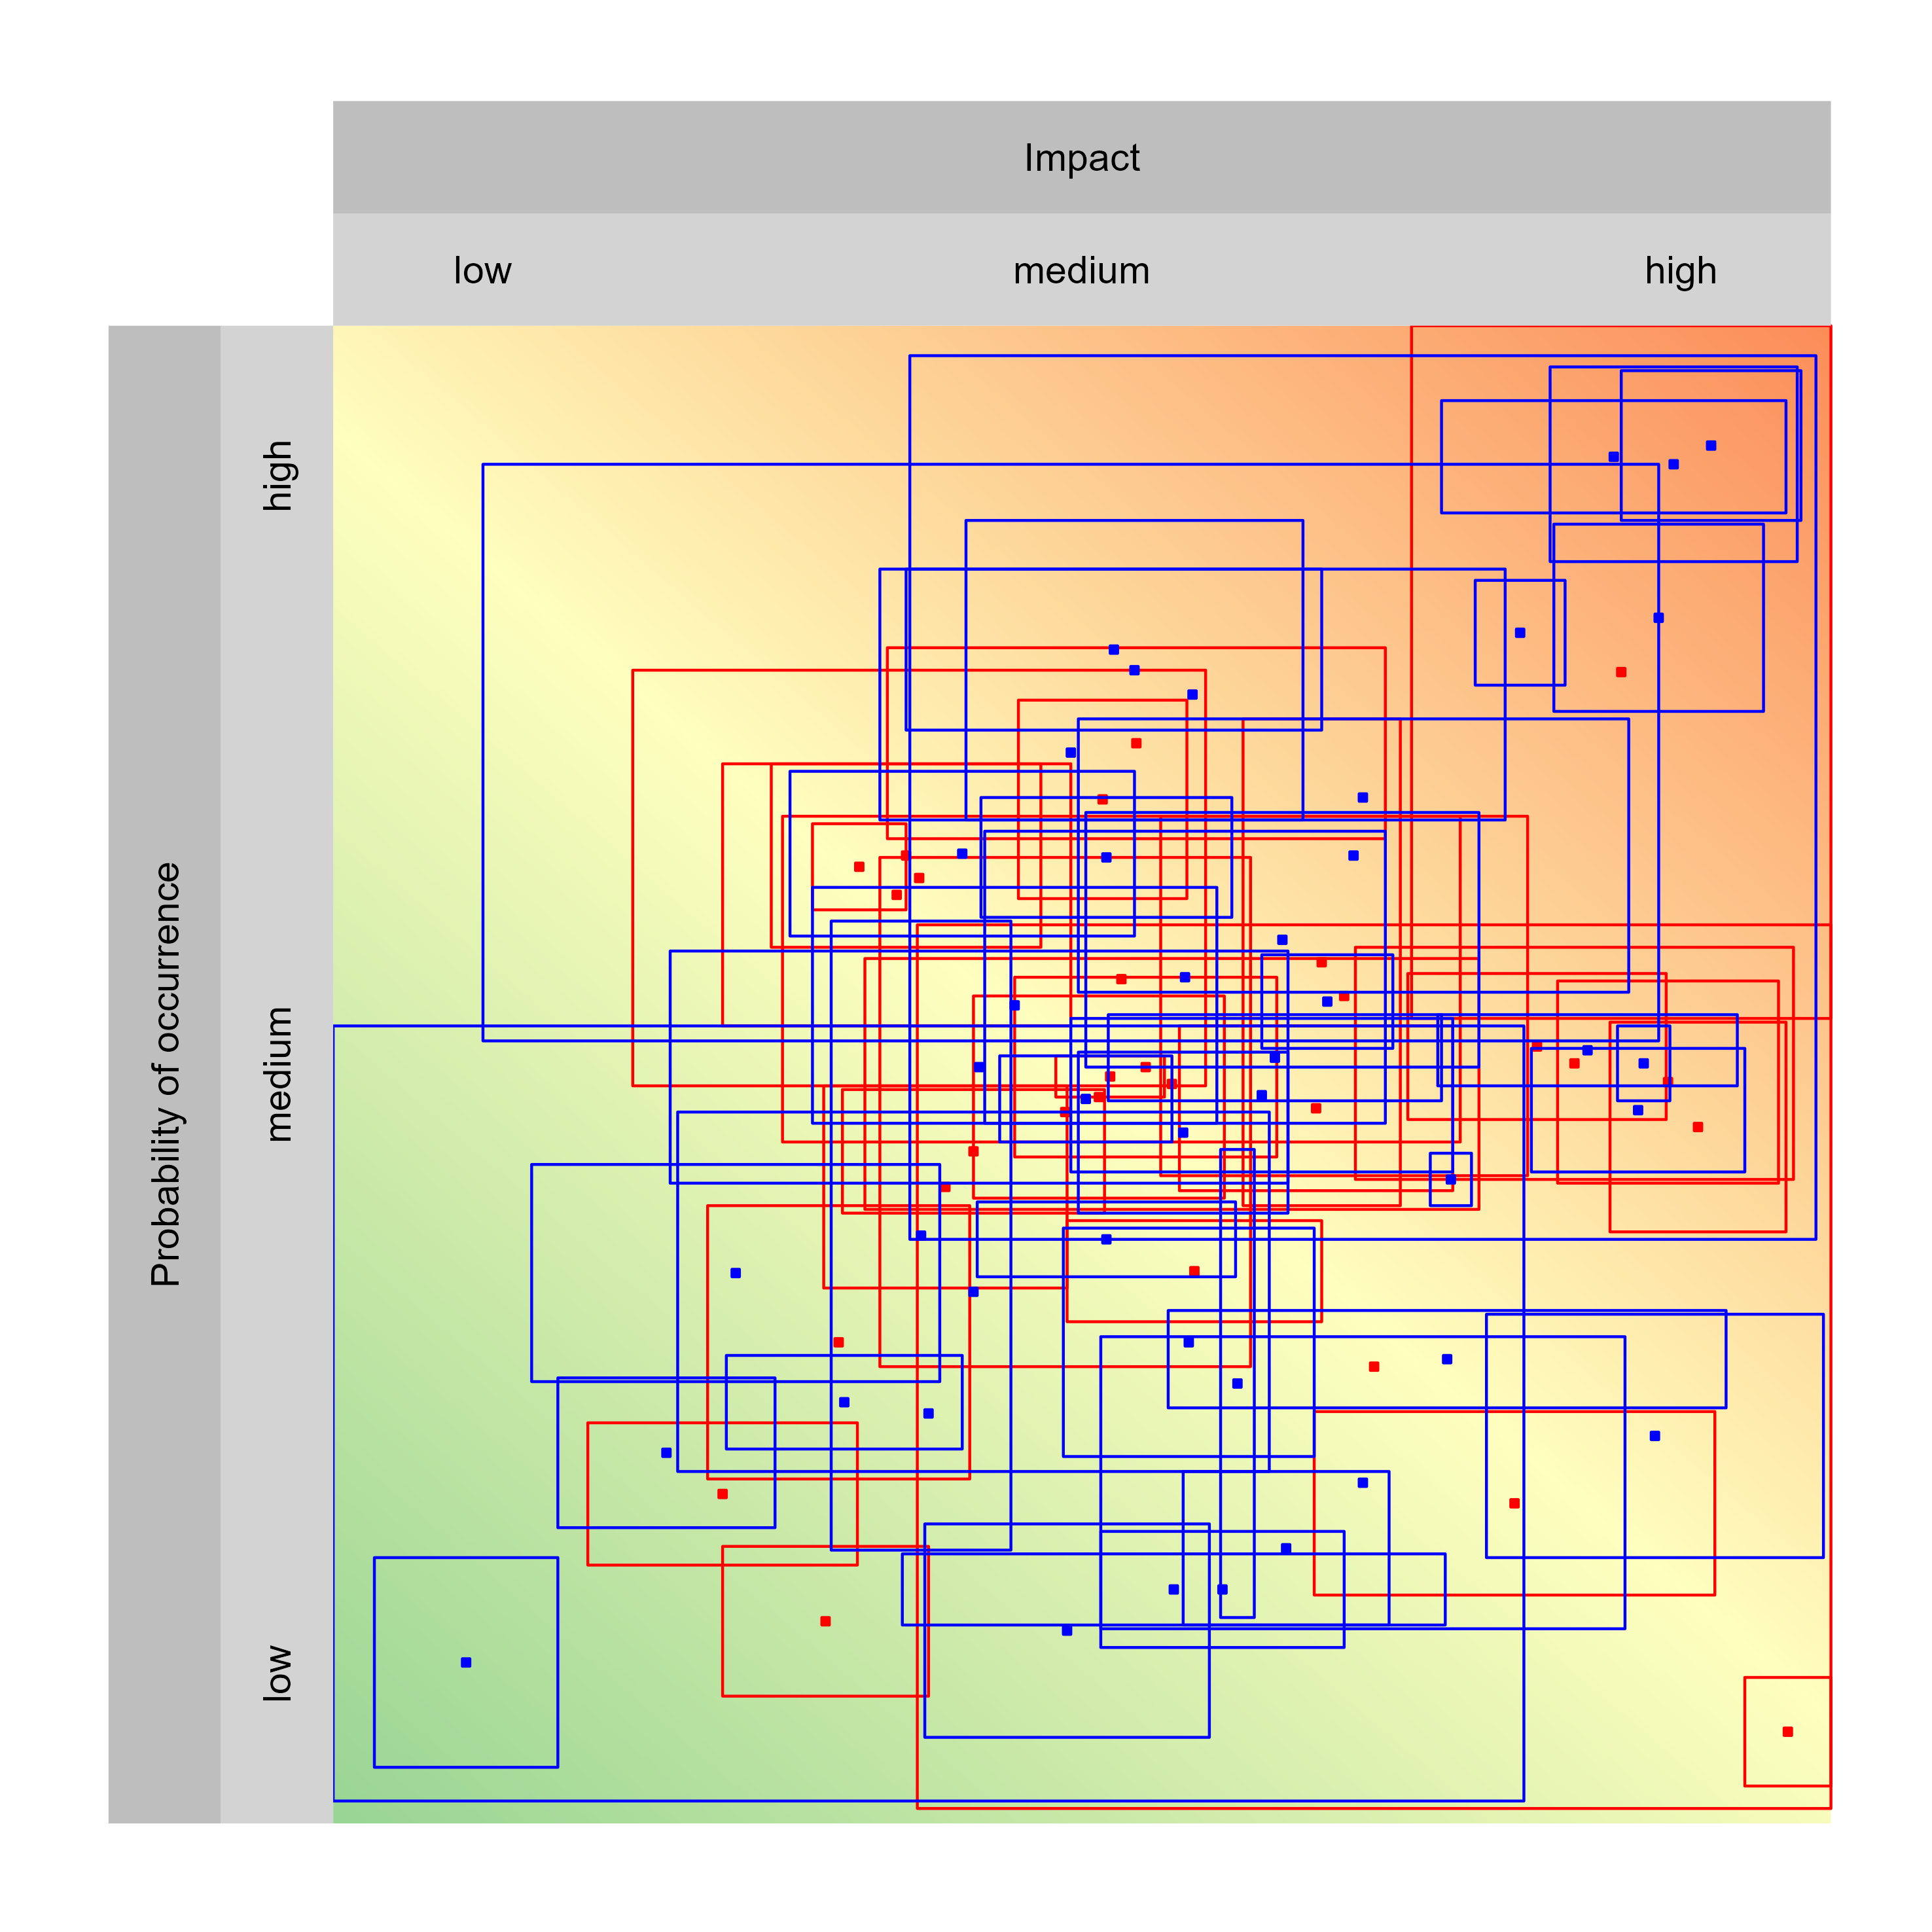 Impact
low
medium
high
Probability of occurrence
high
medium
low